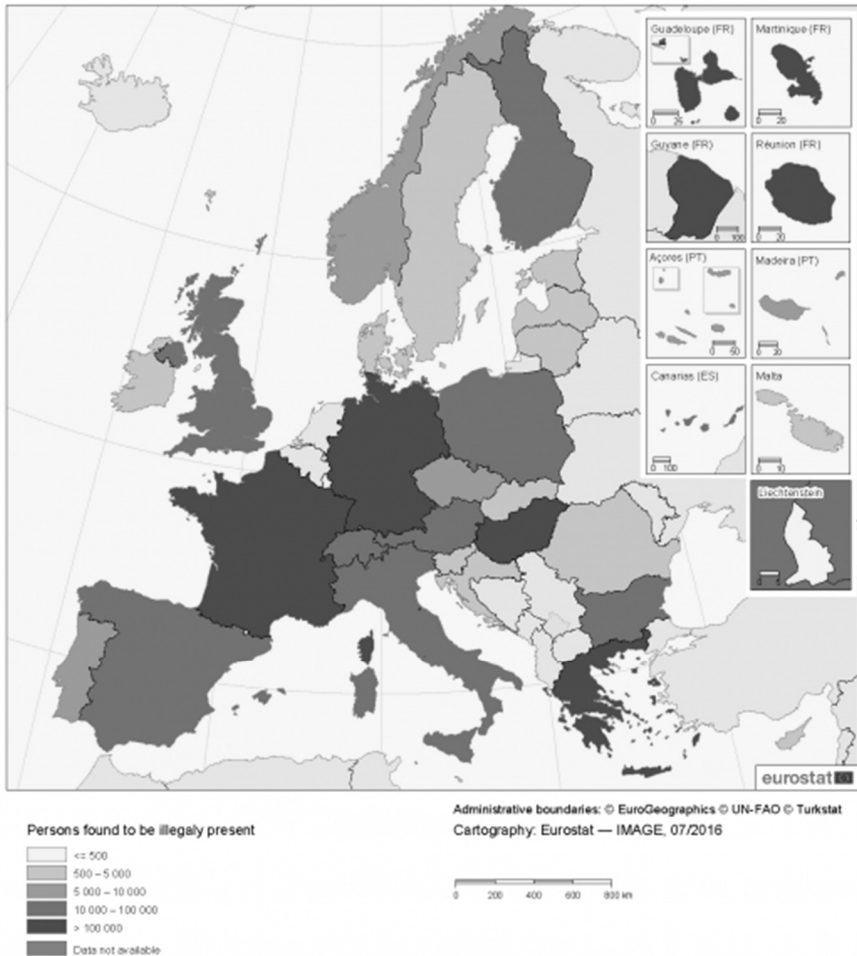 Guadeloupe (FR)
Martinique (FR)
0 25
0 20
Guyane (FR)
Réunion (FR)
0 100
0 20
Açores (PT)
Madeira (PT)
0 50
0 20
Canarias (ES)
Malta
0 100
0 10
Liechtenstein
eurostat
Administrative boundaries: © EuroGeographics © UN-FAO © Turkstat
Cartography: Eurostat — IMAGE, 07/2016
Persons found to be illegally present
<= 500
500 – 5 000
5 000 – 10 000
10 000 – 100 000
> 100 000
Data not available
0 200 400 600 800 km